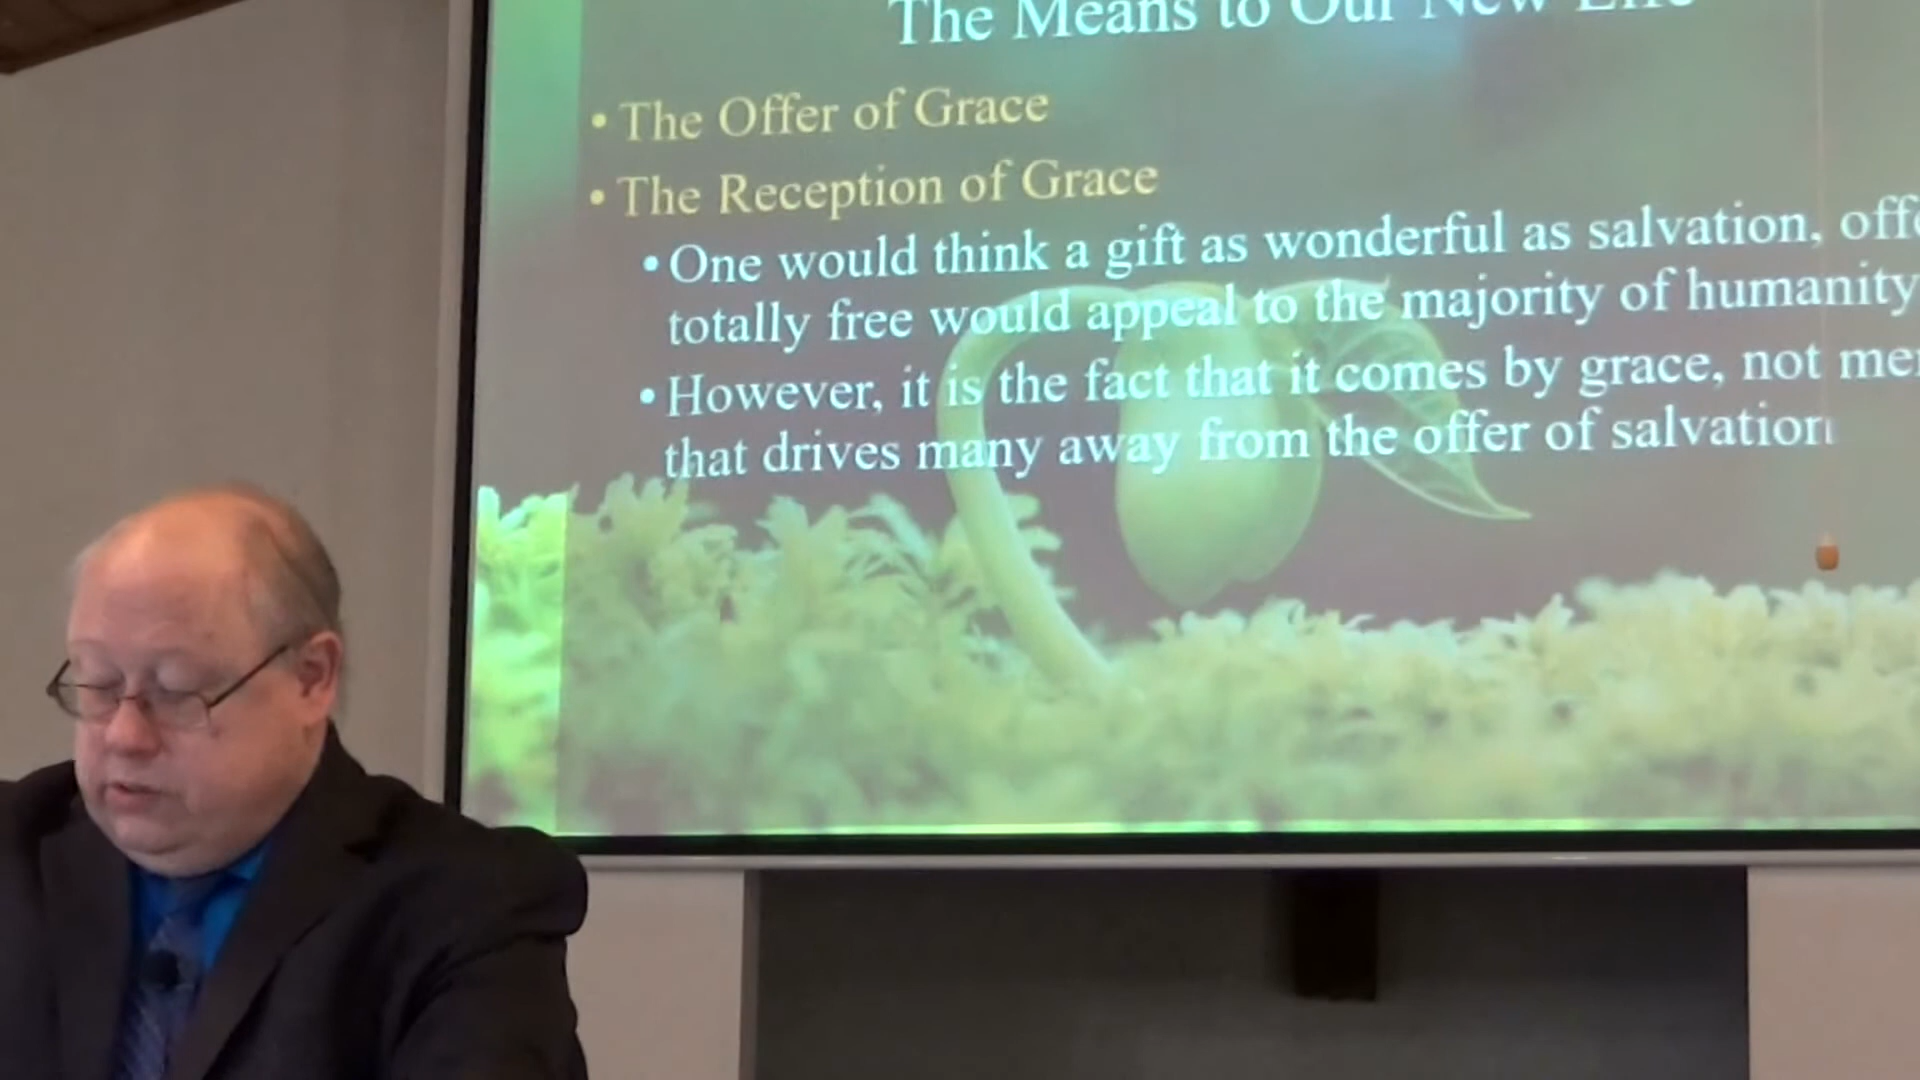 The Means to Our New Life
• The Offer of Grace
• The Reception of Grace
• One would think a gift as wonderful as salvation,
totally free would appeal to the majority of humanity
• However, it is the fact that it comes by grace, not
that drives many away from the offer of salvation